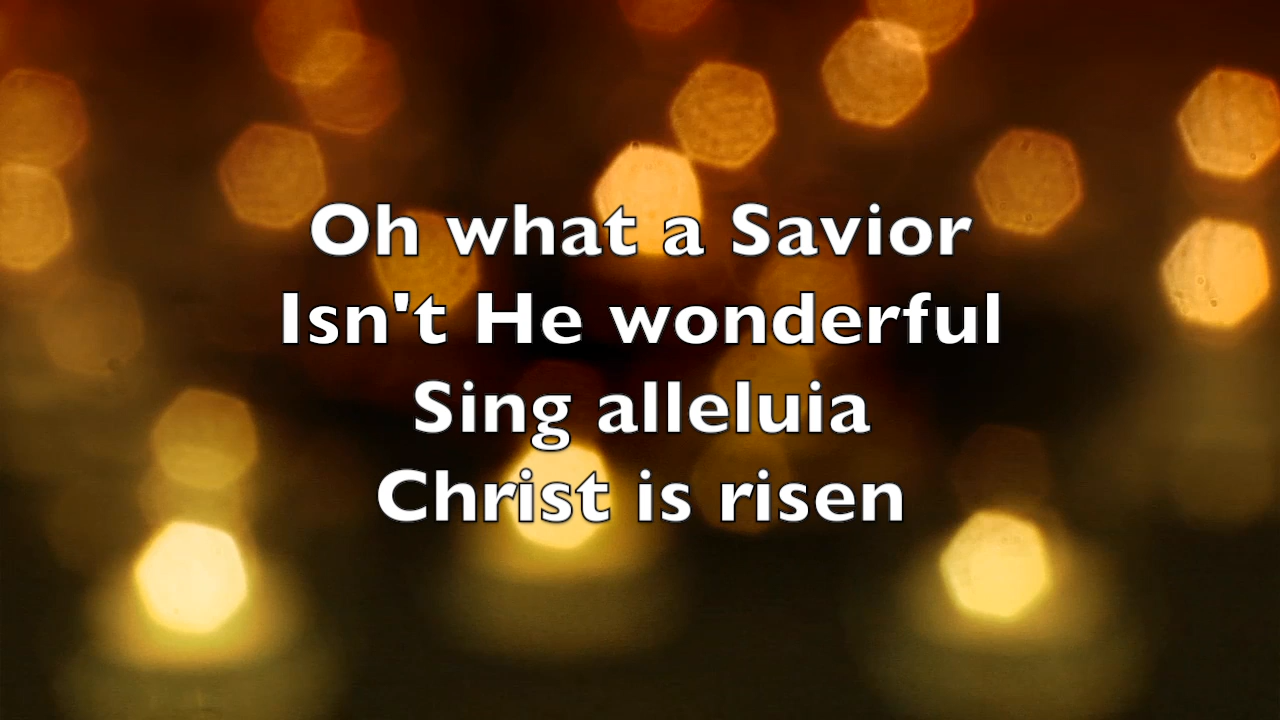 Oh what a Savior
Isn't He wonderful
Sing alleluia
Christ is risen